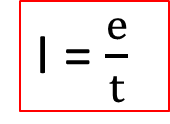 I = e/t